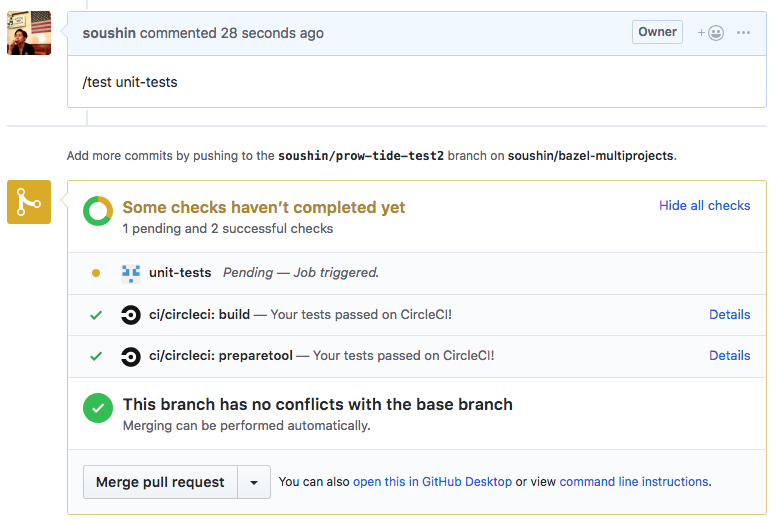 soushin commented 28 seconds ago
Owner
/test unit-tests
Add more commits by pushing to the soushin/prow-tide-test2 branch on soushin/bazel-multiprojects.
Some checks haven't completed yet
Hide all checks
1 pending and 2 successful checks
unit-tests Pending — Job triggered.
ci/circleci: build — Your tests passed on CircleCI!
Details
ci/circleci: preparetool — Your tests passed on CircleCI!
Details
This branch has no conflicts with the base branch
Merging can be performed automatically.
Merge pull request
You can also open this in GitHub Desktop or view command line instructions.